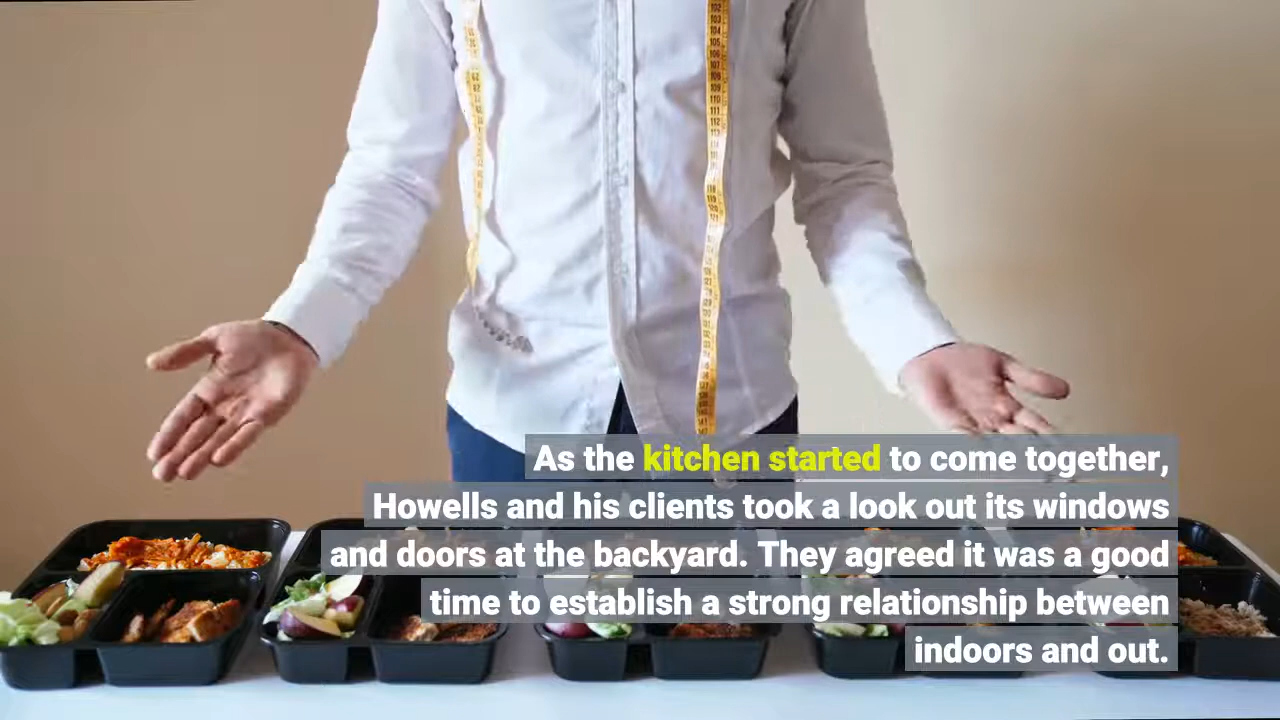 As the kitchen started to come together,
Howells and his clients took a look out its windows
and doors at the backyard. They agreed it was a good
time to establish a strong relationship between
indoors and out.